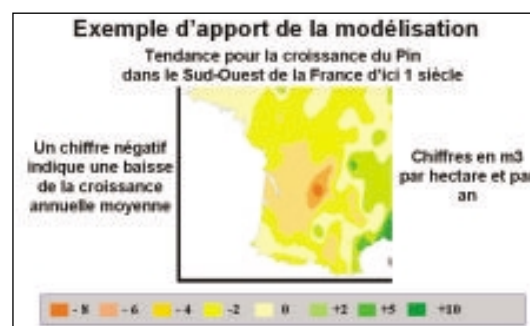 Exemple d'apport de la modélisation
Tendance pour la croissance du Pin
dans le Sud-Ouest de la France d'ici 1 siècle
Un chiffre négatif
indique une baisse
de la croissance
annuelle moyenne
Chiffres en m3
par hectare et par
an
- 8 - 6 - 4 -2 0 +2 +5 +10